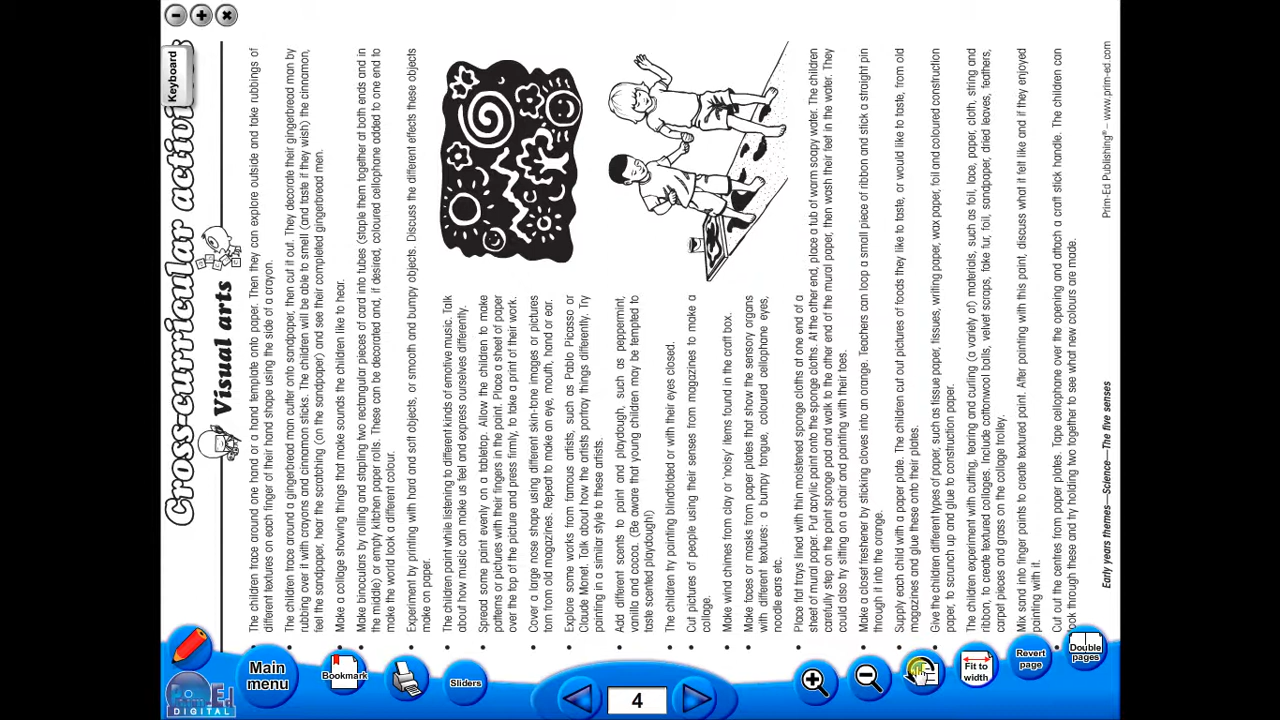 Cross-curricular activi
Visual arts
• The children trace around one hand or a hand template onto paper. Then they can explore outside and take rubbings of
different textures on each finger of their hand shape using the side of a crayon.
• The children trace around a gingerbread man cutter onto sandpaper, then cut it out. They decorate their gingerbread man by
rubbing over it with crayons and cinnamon sticks. The children will be able to smell (and taste if they wish) the cinnamon,
feel the sandpaper, hear the scratching (on the sandpaper) and see their completed gingerbread men.
• Make a collage showing things that make sounds the children like to hear.
• Make binoculars by rolling and stapling two rectangular pieces of card into tubes (staple them together at both ends and in
the middle) or empty kitchen paper rolls. These can be decorated and, if desired, coloured cellophane added to one end to
make the world look a different colour.
• Experiment by printing with hard and soft objects, or smooth and bumpy objects. Discuss the different effects these objects
make on paper.
• The children paint while listening to different kinds of emotive music. Talk
about how music can make us feel and express ourselves differently.
• Spread some paint evenly on a tabletop. Allow the children to make
patterns or pictures with their fingers in the paint. Place a sheet of paper
over the top of the picture and press firmly, to take a print of their work.
• Cover a large nose shape using different skin-tone images or pictures
torn from old magazines. Repeat to make an eye, mouth, hand or ear.
• Explore some works from famous artists, such as Pablo Picasso or
Claude Monet. Talk about how the artists portray things differently. Try
painting in a similar style to these artists.
• Add different scents to paint and playdough, such as peppermint,
vanilla and cocoa. (Be aware that young children may be tempted to
taste scented playdough!)
• The children try painting blindfolded or with their eyes closed.
• Cut pictures of people using their senses from magazines to make a
collage.
• Make wind chimes from clay or 'noisy' items found in the craft box.
• Make faces or masks from paper plates that show the sensory organs
with different textures: a bumpy tongue, coloured cellophane eyes,
noodle ears etc.
• Place flat trays lined with thin moistened sponge cloths at one end of a
sheet of mural paper. Put acrylic paint onto the sponge cloths. At the other end, place a tub of warm soapy water. The children
carefully step on the paint sponge pad and walk to the other end of the mural paper, then wash their feet in the water. They
could also try sitting on a chair and painting with their toes.
• Make a closet freshener by sticking cloves into an orange. Teachers can loop a small piece of ribbon and stick a straight pin
through it into the orange.
• Supply each child with a paper plate. The children cut out pictures of foods they like to taste, or would like to taste, from old
magazines and glue these onto their plates.
• Give the children different types of paper, such as tissue paper, tissues, writing paper, wax paper, foil and coloured construction
paper, to scrunch up and glue to construction paper.
• The children experiment with cutting, tearing and curling (a variety of) materials, such as foil, lace, paper, cloth, string and
ribbon, to create textured collages. Include cottonwool balls, velvet scraps, fake fur, foil, sandpaper, dried leaves, feathers,
carpet pieces and grass on the collage trolley.
• Mix sand into finger paints to create textured paint. After painting with this paint, discuss what it felt like and if they enjoyed
painting with it.
• Cut out the centres from paper plates. Tape cellophane over the opening and attach a craft stick handle. The children can
ook through these and try holding two together to see what new colours are made.
Early years themes—Science—The five senses
Prim-Ed Publishing® – www.prim-ed.com
Keyboard
Prim Ed
DIGITAL
Main
menu
Bookmark
Sliders
4
Fit to
width
Revert
page
Double
pages